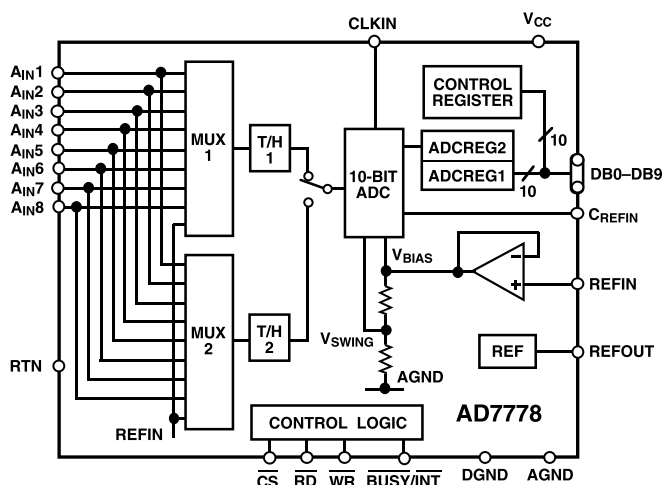 CLKIN
VCC
AIN1
AIN2
AIN3
AIN4
AIN5
AIN6
AIN7
AIN8
MUX
1
T/H
1
10-BIT
ADC
CONTROL
REGISTER
10
ADCREG2
ADCREG1
10
DB0–DB9
CREFIN
VBIAS
–
+
REFIN
MUX
2
T/H
2
VSWING
REF
REFOUT
RTN
AGND
REFIN
CONTROL LOGIC
AD7778
CS
RD
WR
BUSY/INT
DGND
AGND